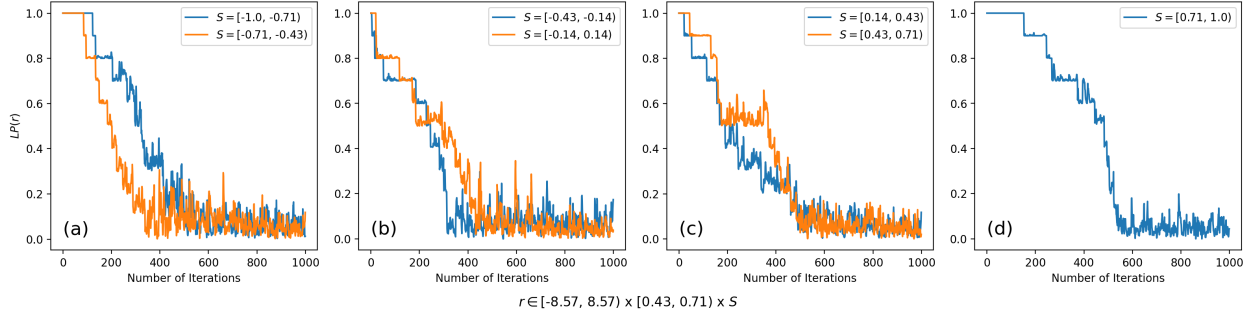 1.0
0.8
0.6
0.4
0.2
0.0
LP(r)
0 200 400 600 800 1000
Number of Iterations
S = [-1.0, -0.71)
S = [-0.71, -0.43)
(a)
1.0
0.8
0.6
0.4
0.2
0.0
0 200 400 600 800 1000
Number of Iterations
S = [-0.43, -0.14)
S = [-0.14, 0.14)
(b)
1.0
0.8
0.6
0.4
0.2
0.0
0 200 400 600 800 1000
Number of Iterations
S = [0.14, 0.43)
S = [0.43, 0.71)
(c)
1.0
0.8
0.6
0.4
0.2
0.0
0 200 400 600 800 1000
Number of Iterations
S = [0.71, 1.0)
(d)
r ∈ [-8.57, 8.57) x [0.43, 0.71) x S